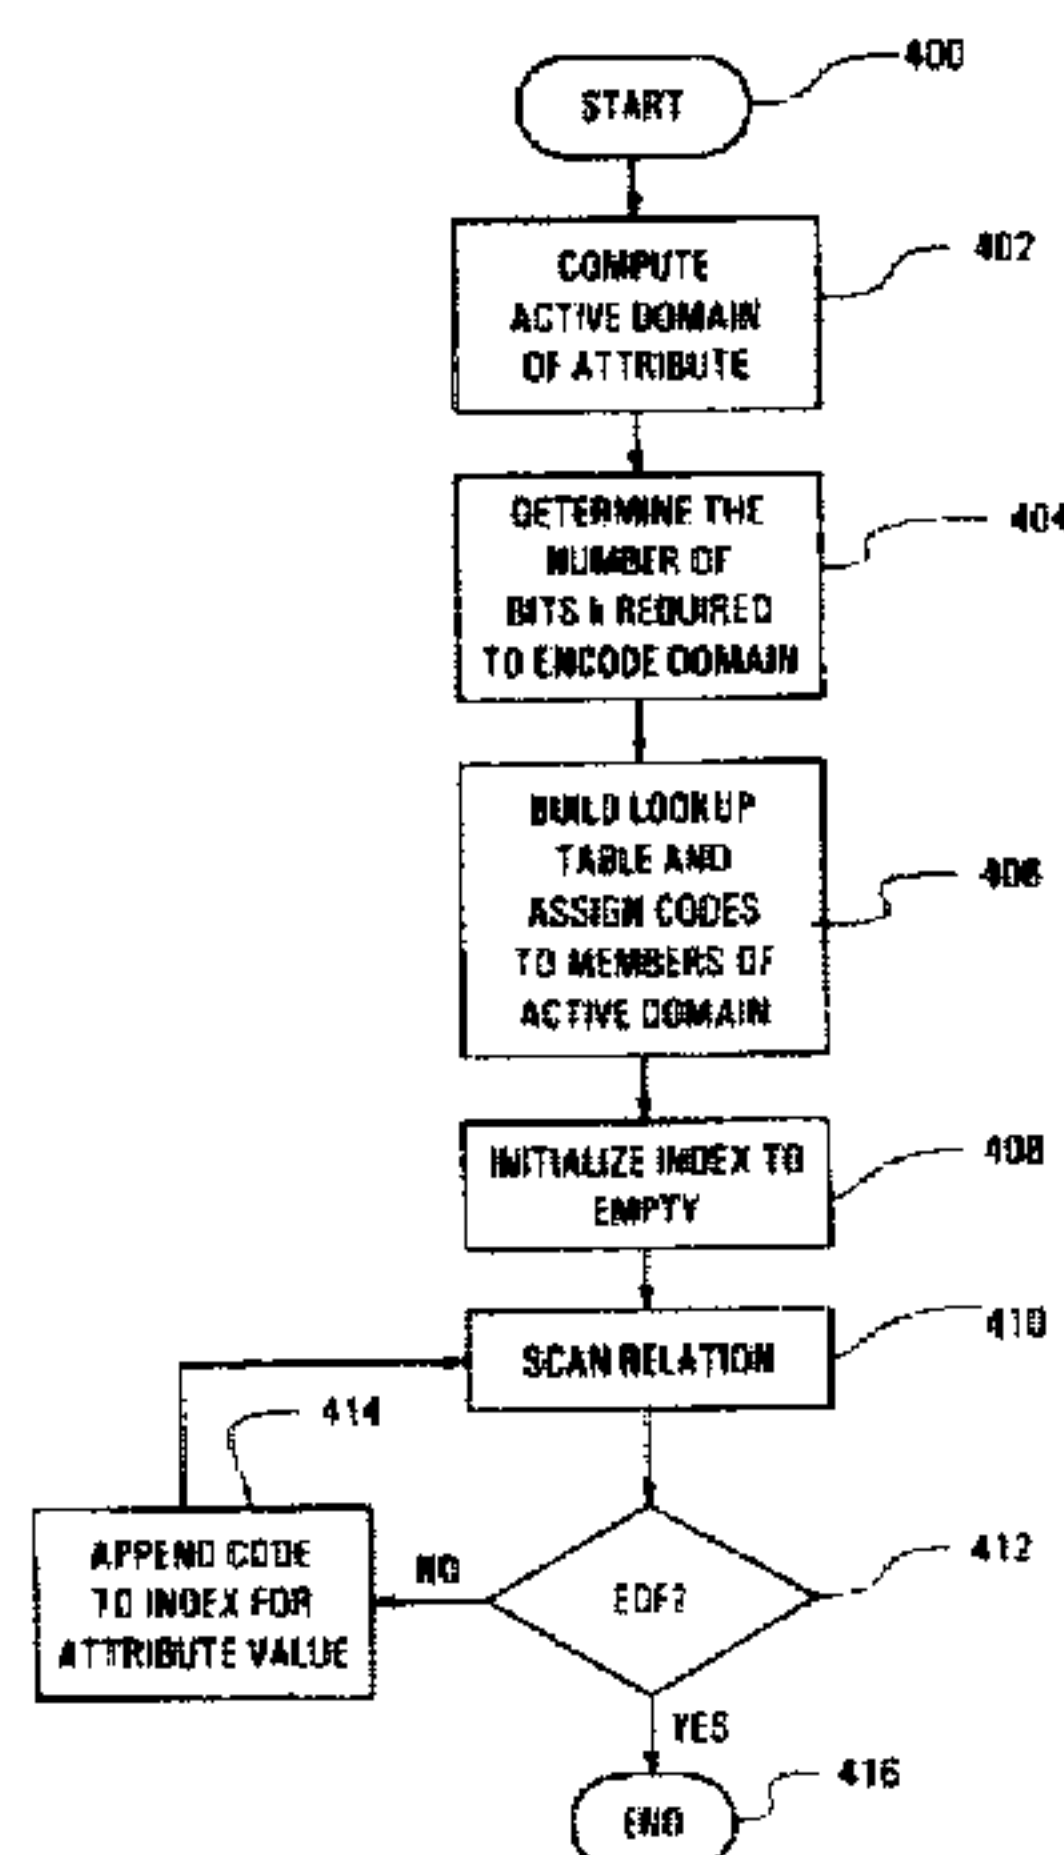 400
START
402
COMPUTE
ACTIVE DOMAIN
OF ATTRIBUTE
404
DETERMINE THE
NUMBER OF
BITS k REQUIRED
TO ENCODE DOMAIN
406
BUILD LOOKUP
TABLE AND
ASSIGN CODES
TO MEMBERS OF
ACTIVE DOMAIN
408
INITIALIZE INDEX TO
EMPTY
410
SCAN RELATION
414
412
APPEND CODE
TO INDEX FOR
ATTRIBUTE VALUE
NO
EOF?
YES
416
END